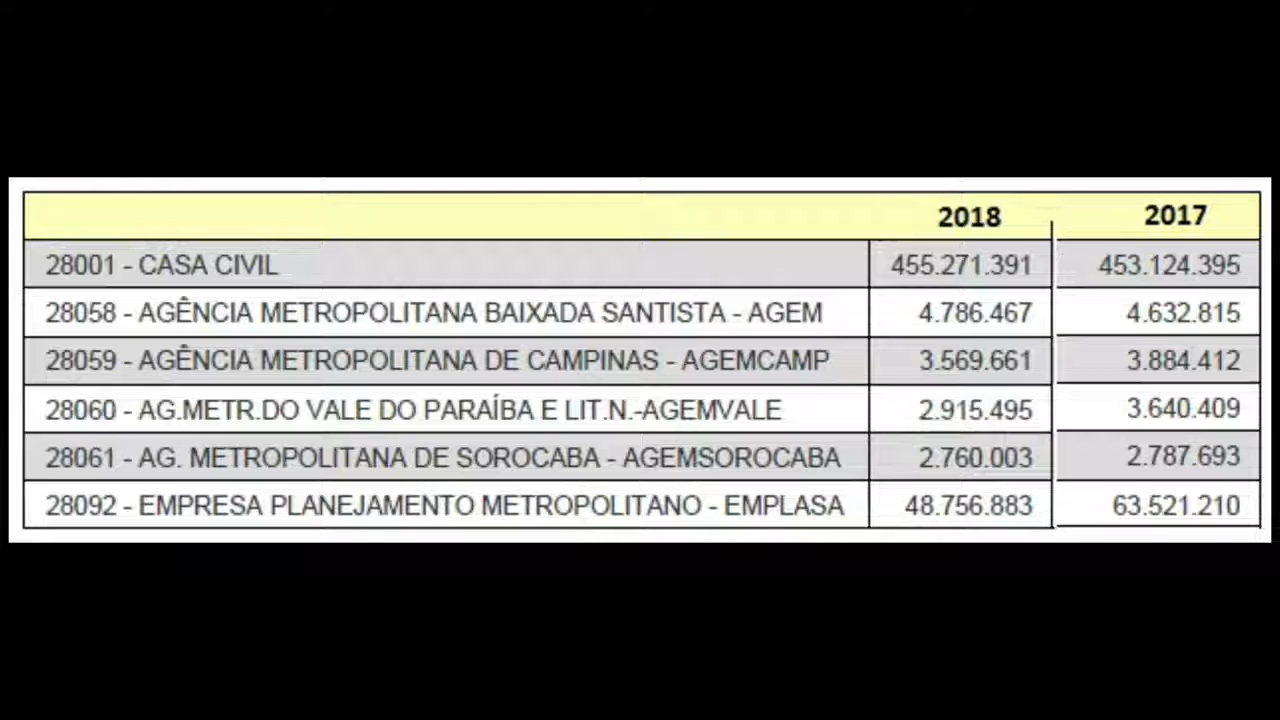 2018 2017
28001 - CASA CIVIL 455.271.391 453.124.395
28058 - AGÊNCIA METROPOLITANA BAIXADA SANTISTA - AGEM 4.786.467 4.632.815
28059 - AGÊNCIA METROPOLITANA DE CAMPINAS - AGEMCAMP 3.569.661 3.884.412
28060 - AG.METR.DO VALE DO PARAÍBA E LIT.N.-AGEMVALE 2.915.495 3.640.409
28061 - AG. METROPOLITANA DE SOROCABA - AGEMSOROCABA 2.760.003 2.787.693
28092 - EMPRESA PLANEJAMENTO METROPOLITANO - EMPLASA 48.756.883 63.521.210